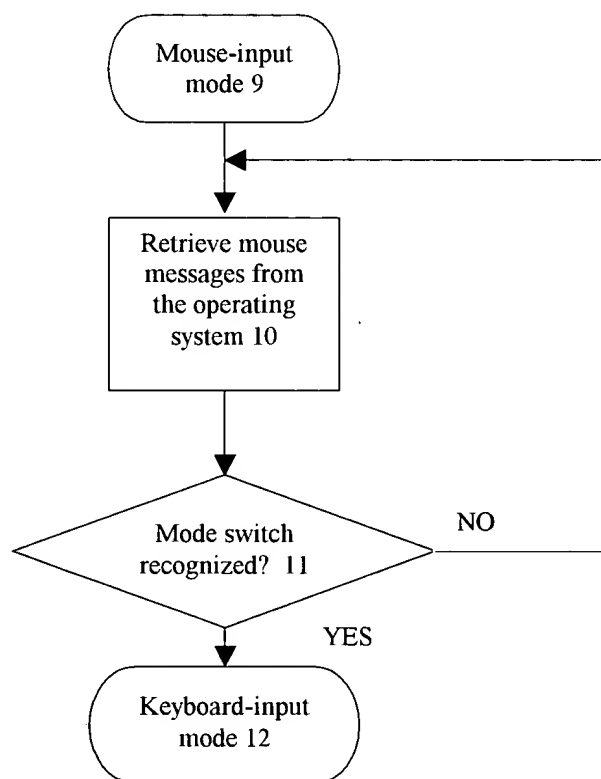 Mouse-input
mode 9
Retrieve mouse
messages from
the operating
system 10
Mode switch
recognized? 11
NO
YES
Keyboard-input
mode 12